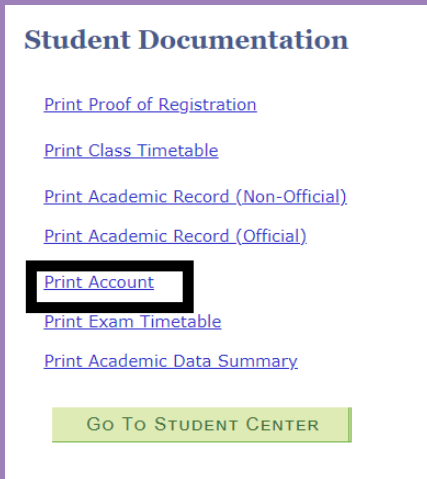 Student Documentation
Print Proof of Registration
Print Class Timetable
Print Academic Record (Non-Official)
Print Academic Record (Official)
Print Account
Print Exam Timetable
Print Academic Data Summary
Go To Student Center